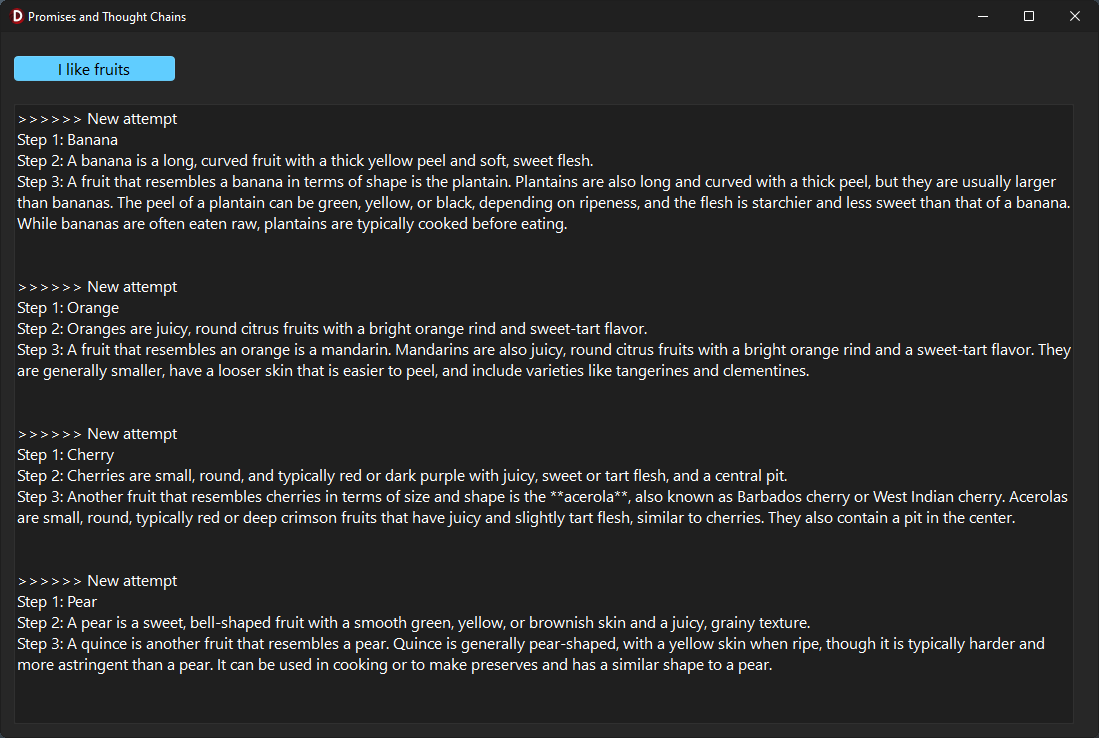 D Promises and Thought Chains
I like fruits
>>>>>> New attempt
Step 1: Banana
Step 2: A banana is a long, curved fruit with a thick yellow peel and soft, sweet flesh.
Step 3: A fruit that resembles a banana in terms of shape is the plantain. Plantains are also long and curved with a thick peel, but they are usually larger
than bananas. The peel of a plantain can be green, yellow, or black, depending on ripeness, and the flesh is starchier and less sweet than that of a banana.
While bananas are often eaten raw, plantains are typically cooked before eating.
>>>>>> New attempt
Step 1: Orange
Step 2: Oranges are juicy, round citrus fruits with a bright orange rind and sweet-tart flavor.
Step 3: A fruit that resembles an orange is a mandarin. Mandarins are also juicy, round citrus fruits with a bright orange rind and a sweet-tart flavor. They
are generally smaller, have a looser skin that is easier to peel, and include varieties like tangerines and clementines.
>>>>>> New attempt
Step 1: Cherry
Step 2: Cherries are small, round, and typically red or dark purple with juicy, sweet or tart flesh, and a central pit.
Step 3: Another fruit that resembles cherries in terms of size and shape is the **acerola**, also known as Barbados cherry or West Indian cherry. Acerolas
are small, round, typically red or deep crimson fruits that have juicy and slightly tart flesh, similar to cherries. They also contain a pit in the center.
>>>>>> New attempt
Step 1: Pear
Step 2: A pear is a sweet, bell-shaped fruit with a smooth green, yellow, or brownish skin and a juicy, grainy texture.
Step 3: A quince is another fruit that resembles a pear. Quince is generally pear-shaped, with a yellow skin when ripe, though it is typically harder and
more astringent than a pear. It can be used in cooking or to make preserves and has a similar shape to a pear.